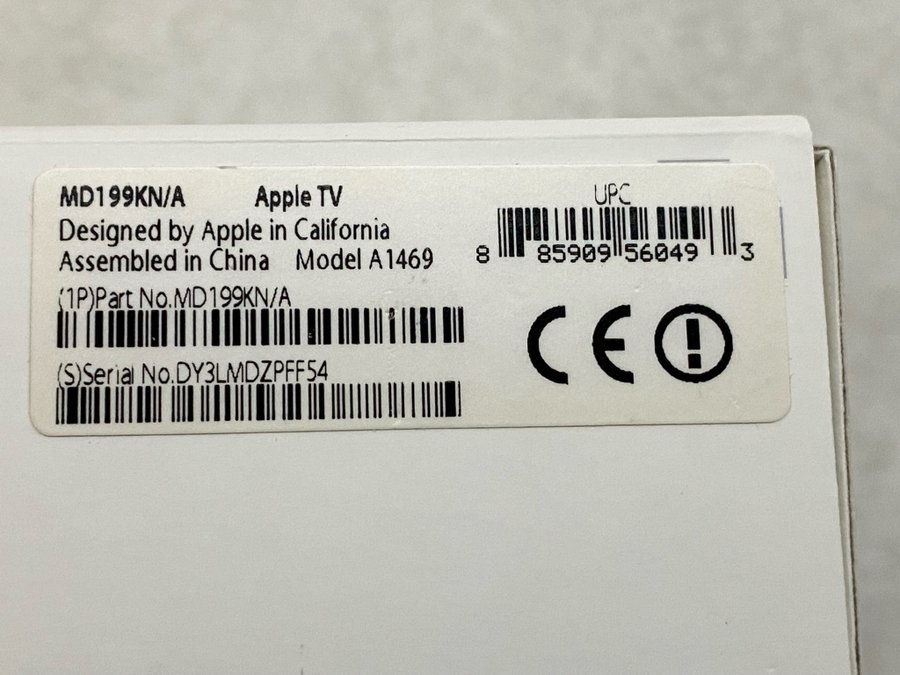 MD199KN/A Apple TV
Designed by Apple in California
Assembled in China Model A1469
(1P)Part No.MD199KN/A
(S)Serial No.DY3LMDZPFF54
UPC
8 85909 56049 3
CE